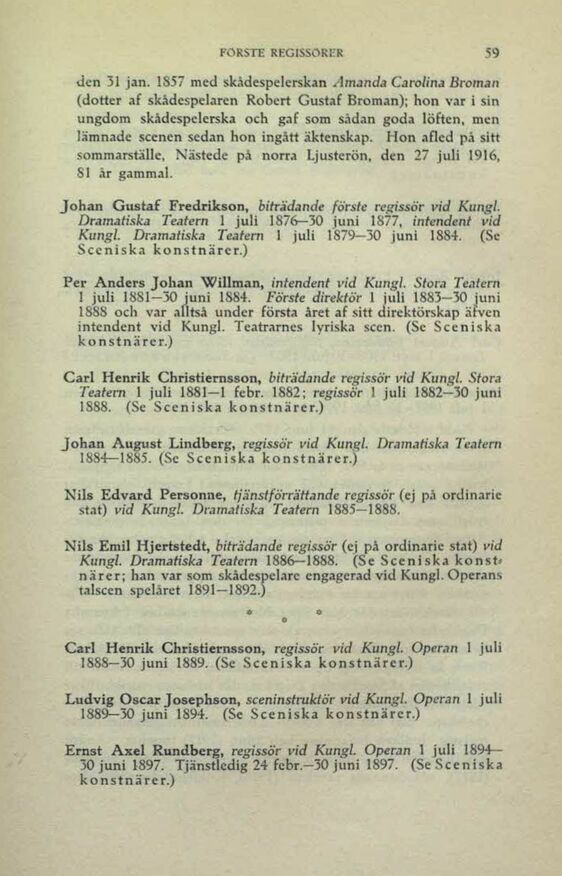 FÖRSTE REGISSÖRER 59
den 31 jan. 1857 med skådespelerskan Amanda Carolina Broman
(dotter af skådespelaren Robert Gustaf Broman); hon var i sin
ungdom skådespelerska och gaf som sådan goda löften, men
lämnade scenen sedan hon ingått äktenskap. Hon afled på sitt
sommarställe, Nästede på norra Ljusterön, den 27 juli 1916,
81 år gammal.
Johan Gustaf Fredrikson, biträdande förste regissör vid Kungl.
Dramatiska Teatern 1 juli 1876—30 juni 1877, intendent vid
Kungl. Dramatiska Teatern 1 juli 1879—30 juni 1884. (Se
Sceniska konstnärer.)
Per Anders Johan Willman, intendent vid Kungl. Stora Teatern
1 juli 1881—30 juni 1884. Förste direktör 1 juli 1883—30 juni
1888 och var alltså under första året af sitt direktörskap äfven
intendent vid Kungl. Teatrarnes lyriska scen. (Se Sceniska
konstnärer.)
Carl Henrik Christiernsson, biträdande regissör vid Kungl. Stora
Teatern 1 juli 1881—1 febr. 1882; regissör 1 juli 1882—30 juni
1888. (Se Sceniska konstnärer.)
Johan August Lindberg, regissör vid Kungl. Dramatiska Teatern
1884—1885. (Se Sceniska konstnärer.)
Nils Edvard Personne, tjänstförrättande regissör (ej på ordinarie
stat) vid Kungl. Dramatiska Teatern 1885—1888.
Nils Emil Hjertstedt, biträdande regissör (ej på ordinarie stat) vid
Kungl. Dramatiska Teatern 1886—1888. (Se Sceniska konst-
närer; han var som skådespelare engagerad vid Kungl. Operans
talscen spelåret 1891—1892.)
* * *
Carl Henrik Christiernsson, regissör vid Kungl. Operan 1 juli
1888—30 juni 1889. (Se Sceniska konstnärer.)
Ludvig Oscar Josephson, sceninstruktör vid Kungl. Operan 1 juli
1889—30 juni 1894. (Se Sceniska konstnärer.)
Ernst Axel Rundberg, regissör vid Kungl. Operan 1 juli 1894—
30 juni 1897. Tjänstledig 24 febr.—30 juni 1897. (Se Sceniska
konstnärer.)